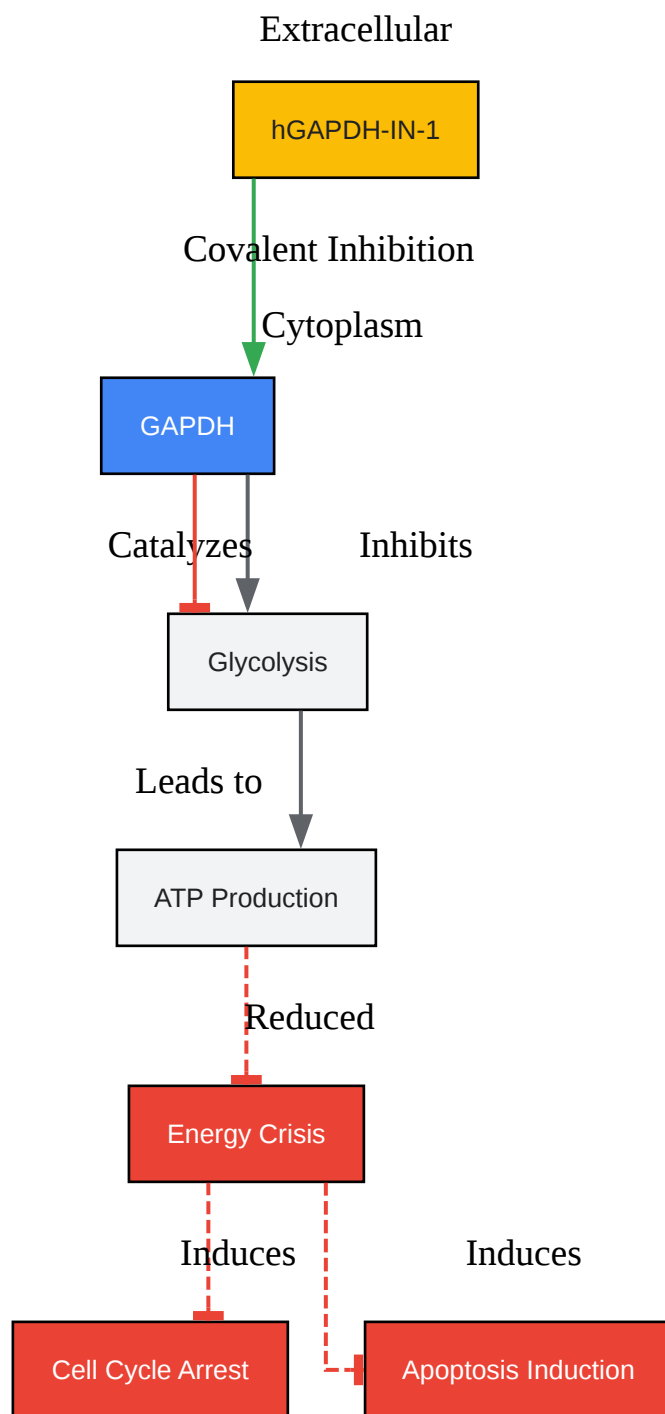 Extracellular
hGAPDH-IN-1
Covalent Inhibition
Cytoplasm
GAPDH
Catalyzes
Inhibits
Glycolysis
Leads to
ATP Production
Reduced
Energy Crisis
Induces
Induces
Cell Cycle Arrest
Apoptosis Induction